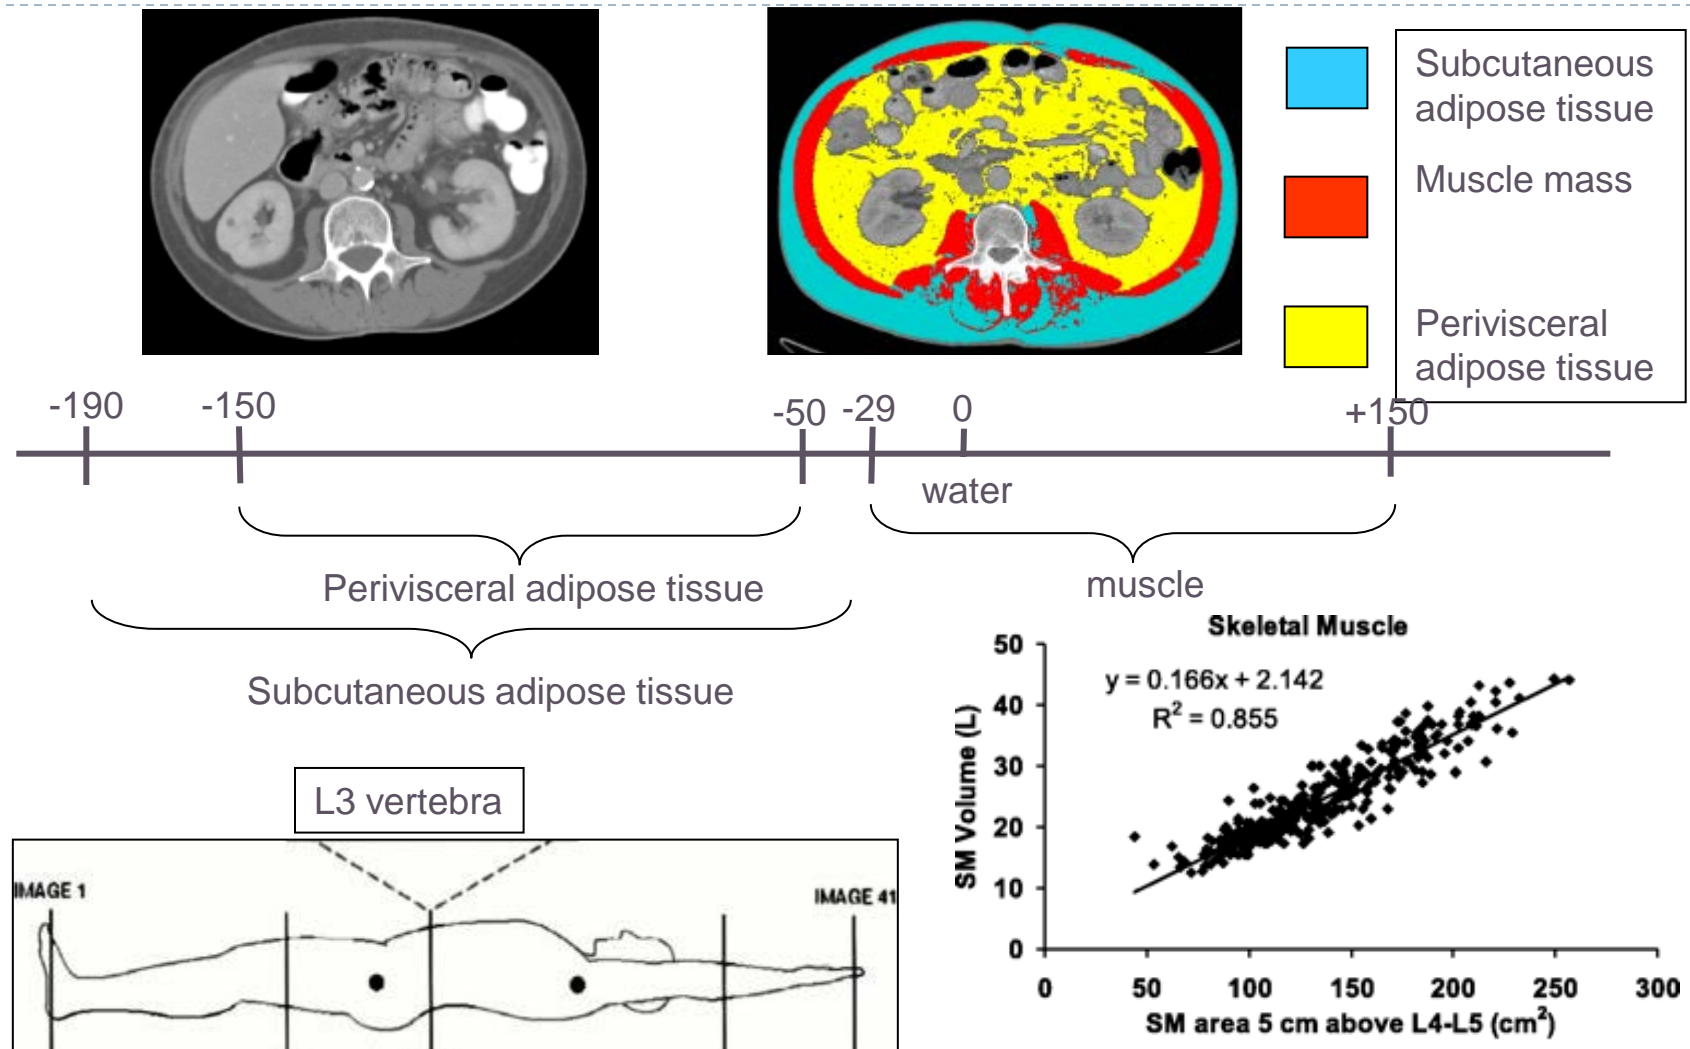 Subcutaneous
adipose tissue
Muscle mass
Perivisceral
adipose tissue
-190 -150 -50 -29 0 +150
water
Perivisceral adipose tissue
muscle
Subcutaneous adipose tissue
L3 vertebra
IMAGE 1
IMAGE 41
Skeletal Muscle
y = 0.166x + 2.142
R² = 0.855
SM Volume (L)
50
40
30
20
10
0
0 50 100 150 200 250 300
SM area 5 cm above L4-L5 (cm²)